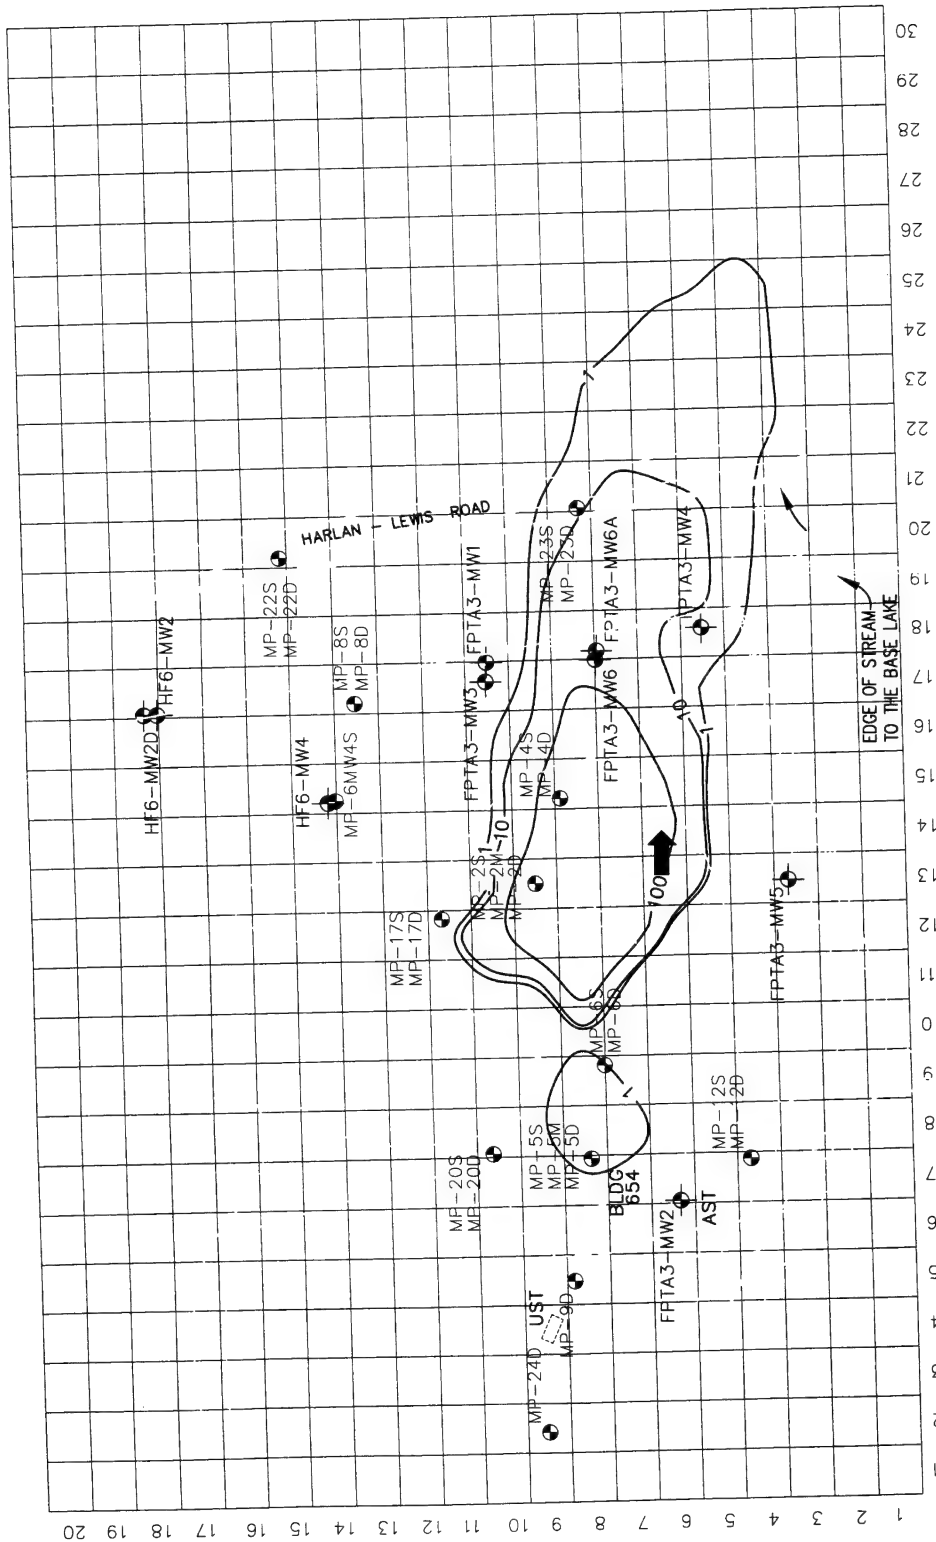 30
29
28
27
26
25
24
23
22
21
20
19
18
17
16
15
14
13
12
11
0
9
8
7
6
5
4
3
2
1
20
19
18
17
16
15
14
13
12
11
10
9
8
7
6
5
4
3
2
1
HARLAN - LEWIS ROAD
MP-22S
MP-22D
MP-8S
MP-8D
HF6-MW2
HF6-MW2D
HF6-MW4
MP-6MW4S
FPTA3-MW1
FPTA3-MW3
MP-23S
MP-23D
FPTA3-MW6A
FPTA3-MW6
FPTA3-MW4
MP-4S
MP-4D
MP-2S
MP-2M
MP-2D
MP-17S
MP-17D
FPTA3-MW5
EDGE OF STREAM
TO THE BASE LAKE
MP-6S
MP-6D
MP-12S
MP-12D
MP-20S
MP-20D
MP-5S
MP-5M
MP-5D
BLDG
654
AST
FPTA3-MW2
UST
MP-9D
MP-24D
1
10
100
1
10
1
1